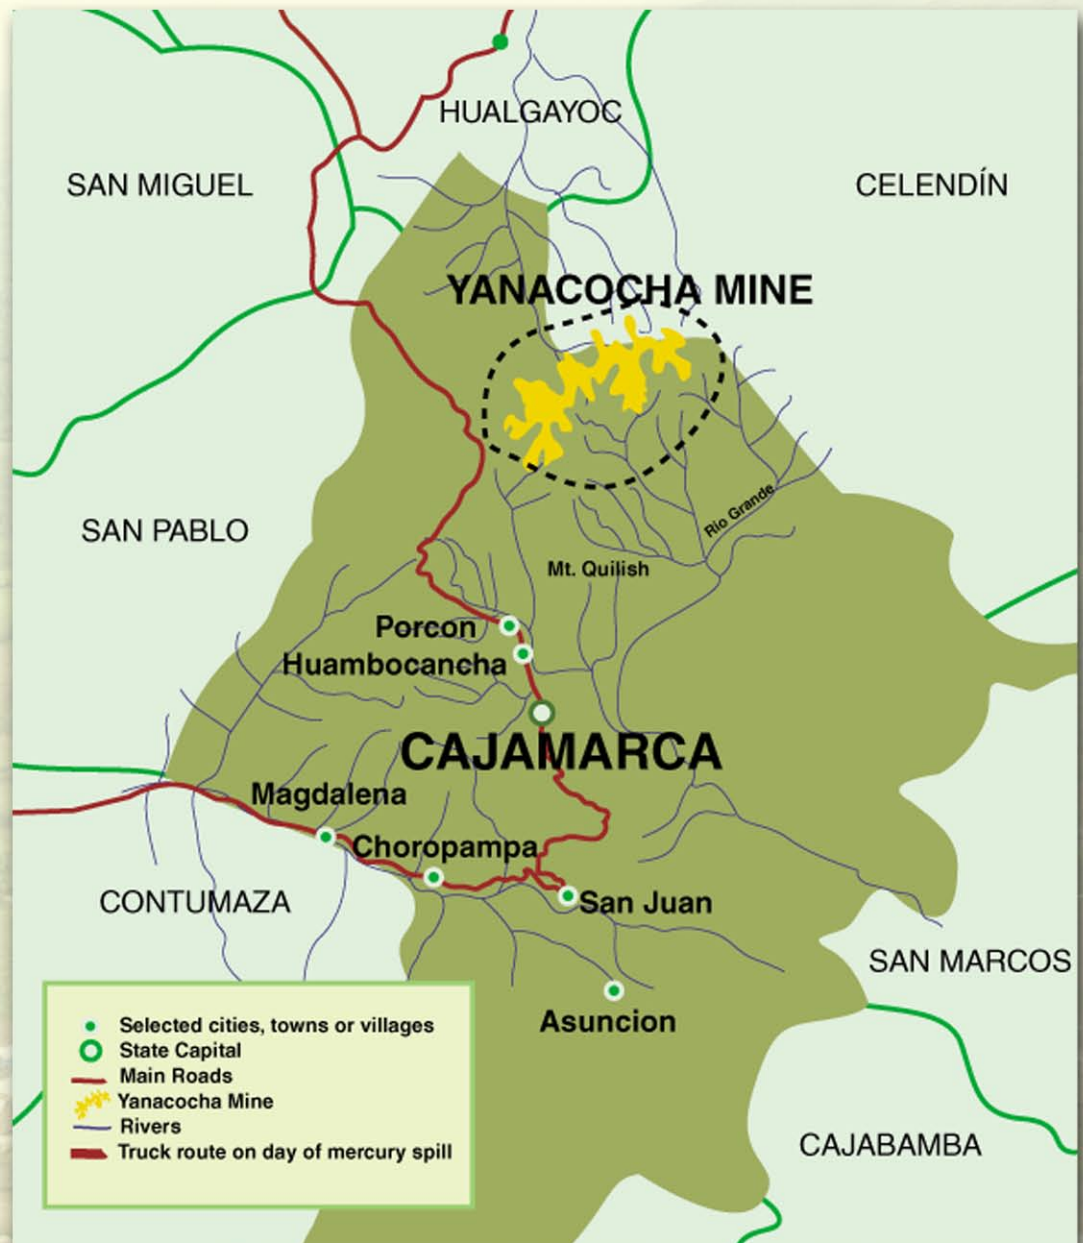 HUALGAYOC
SAN MIGUEL
CELENDÍN
YANACOCHA MINE
Rio Grande
SAN PABLO
Mt. Quilish
Porcon
Huambocancha
CAJAMARCA
Magdalena
Choropampa
CONTUMAZA
San Juan
SAN MARCOS
Asuncion
Selected cities, towns or villages
State Capital
Main Roads
Yanacocha Mine
Rivers
Truck route on day of mercury spill
CAJABAMBA